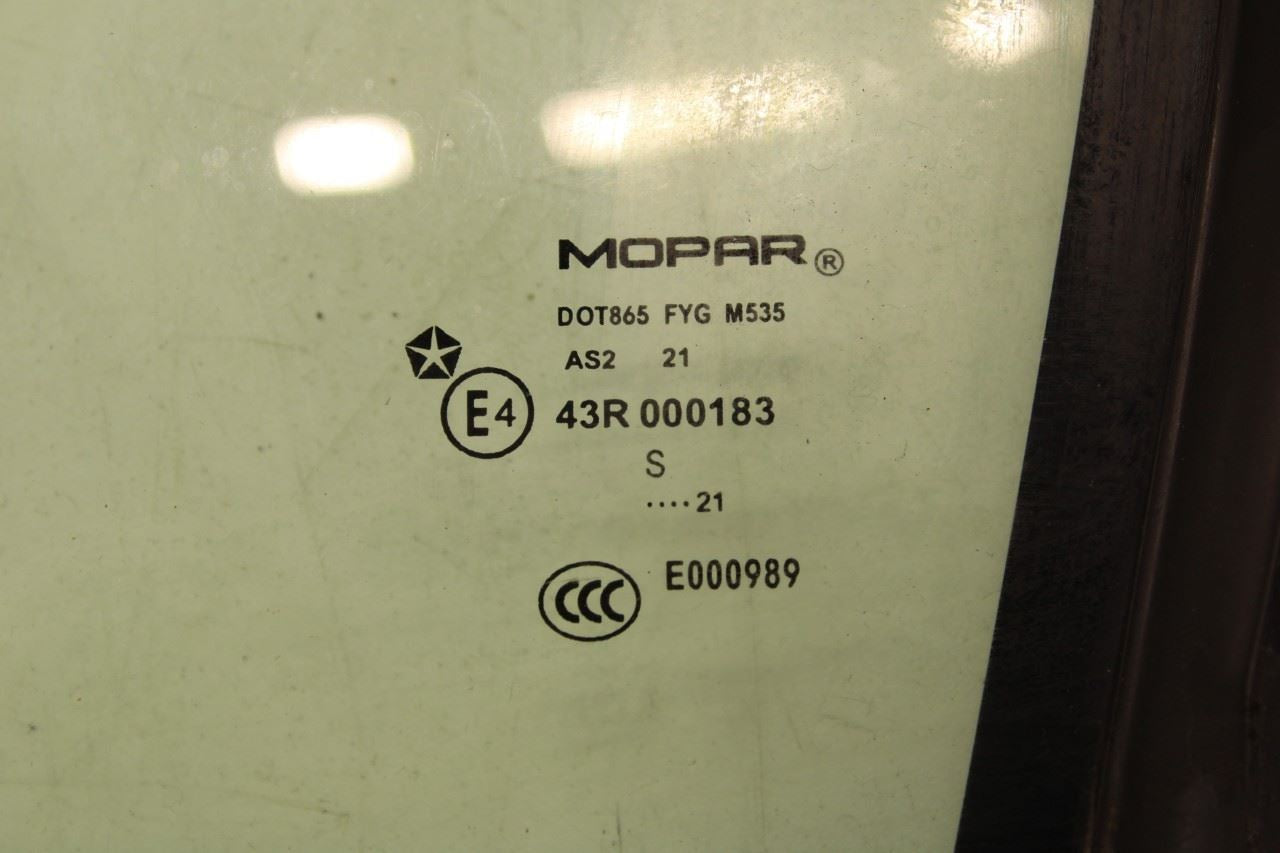 MOPAR®
DOT865 FYG M535
AS2 21
E4 43R 000183
S
····21
CCC E000989